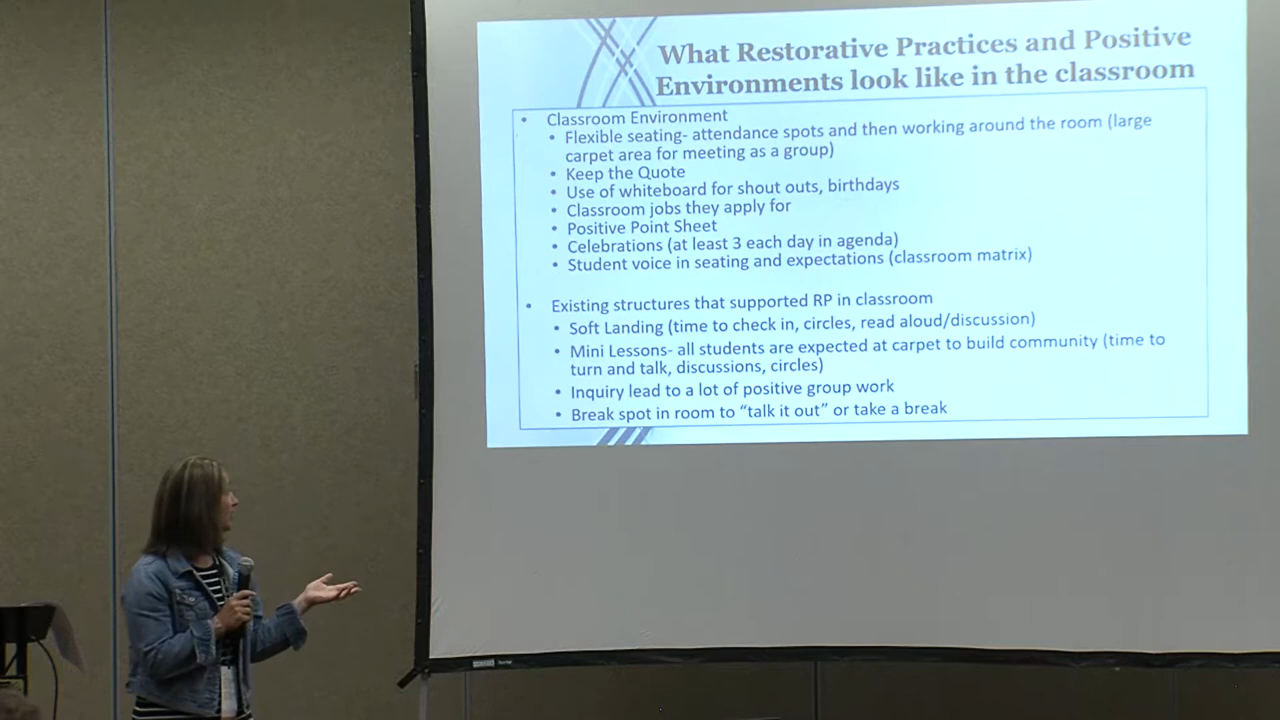 What Restorative Practices and Positive
Environments look like in the classroom
• Classroom Environment
• Flexible seating- attendance spots and then working around the room (large
carpet area for meeting as a group)
• Keep the Quote
• Use of whiteboard for shout outs, birthdays
• Classroom jobs they apply for
• Positive Point Sheet
• Celebrations (at least 3 each day in agenda)
• Student voice in seating and expectations (classroom matrix)
• Existing structures that supported RP in classroom
• Soft Landing (time to check in, circles, read aloud/discussion)
• Mini Lessons- all students are expected at carpet to build community (time to
turn and talk, discussions, circles)
• Inquiry lead to a lot of positive group work
• Break spot in room to “talk it out” or take a break